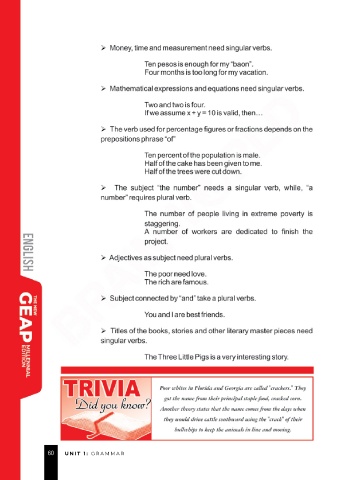 ➢ Money, time and measurement need singular verbs.
Ten pesos is enough for my “baon”.
Four months is too long for my vacation.
➢ Mathematical expressions and equations need singular verbs.
Two and two is four.
If we assume x + y = 10 is valid, then…
➢ The verb used for percentage figures or fractions depends on the
prepositions phrase “of”
Ten percent of the population is male.
Half of the cake has been given to me.
Half of the trees were cut down.
➢ The subject “the number” needs a singular verb, while, “a
number” requires plural verb.
The number of people living in extreme poverty is
staggering.
A number of workers are dedicated to finish the
project.
➢ Adjectives as subject need plural verbs.
The poor need love.
The rich are famous.
➢ Subject connected by “and” take a plural verbs.
You and I are best friends.
➢ Titles of the books, stories and other literary master pieces need
singular verbs.
The Three Little Pigs is a very interesting story.
ENGLISH
THE NEW
GEAP
MILLENNIAL
EDITION
TRIVIA
Did you know?
Poor whites in Florida and Georgia are called "crackers." They
got the name from their principal staple food, cracked corn.
Another theory states that the name comes from the days when
they would drive cattle southward using the "crack" of their
bullwhips to keep the animals in line and moving.
60 UNIT I: GRAMMAR